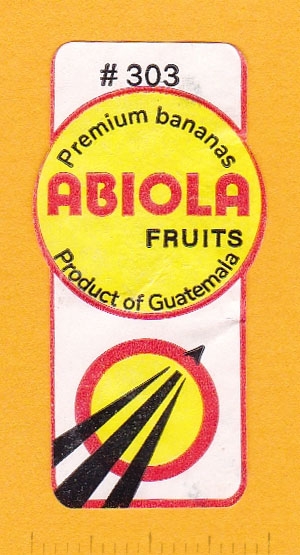 # 303
Premium bananas
ABIOLA
FRUITS
Product of Guatemala